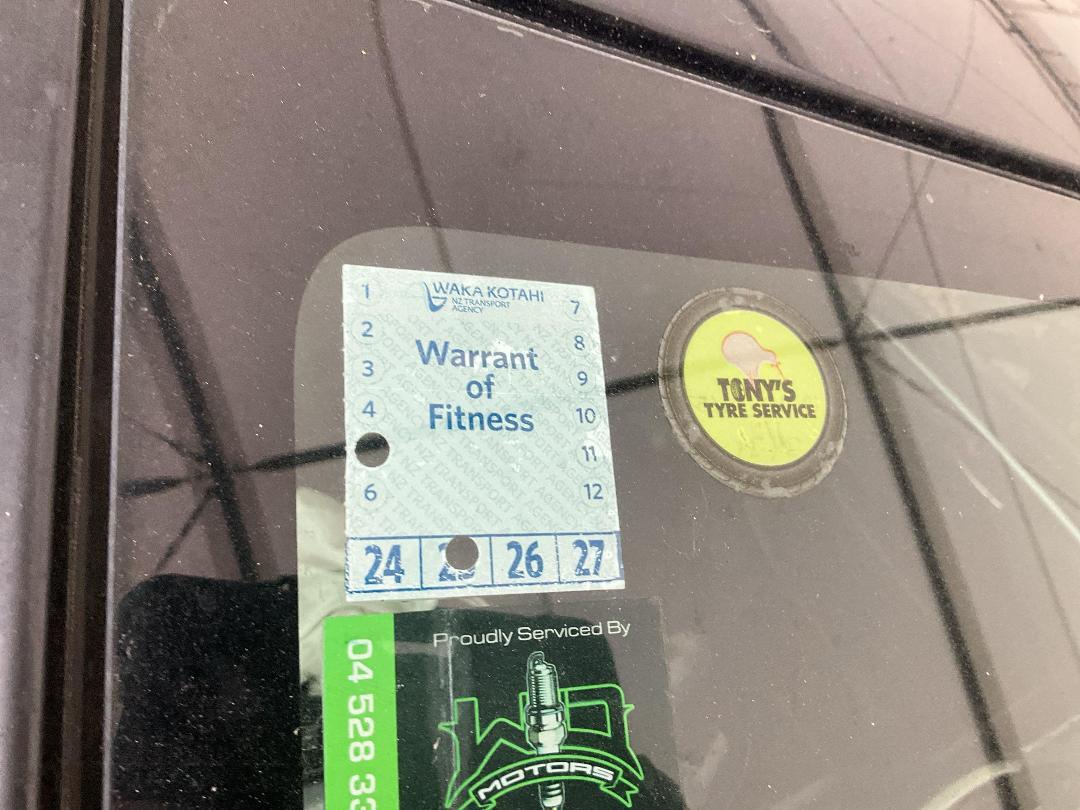 WAKA KOTAHI
NZ TRANSPORT
AGENCY
Warrant
of
Fitness
1
2
3
4
6
7
8
9
10
11
12
24 26 27
TONY'S
TYRE SERVICE
Proudly Serviced By
MOTORS
04 528 33